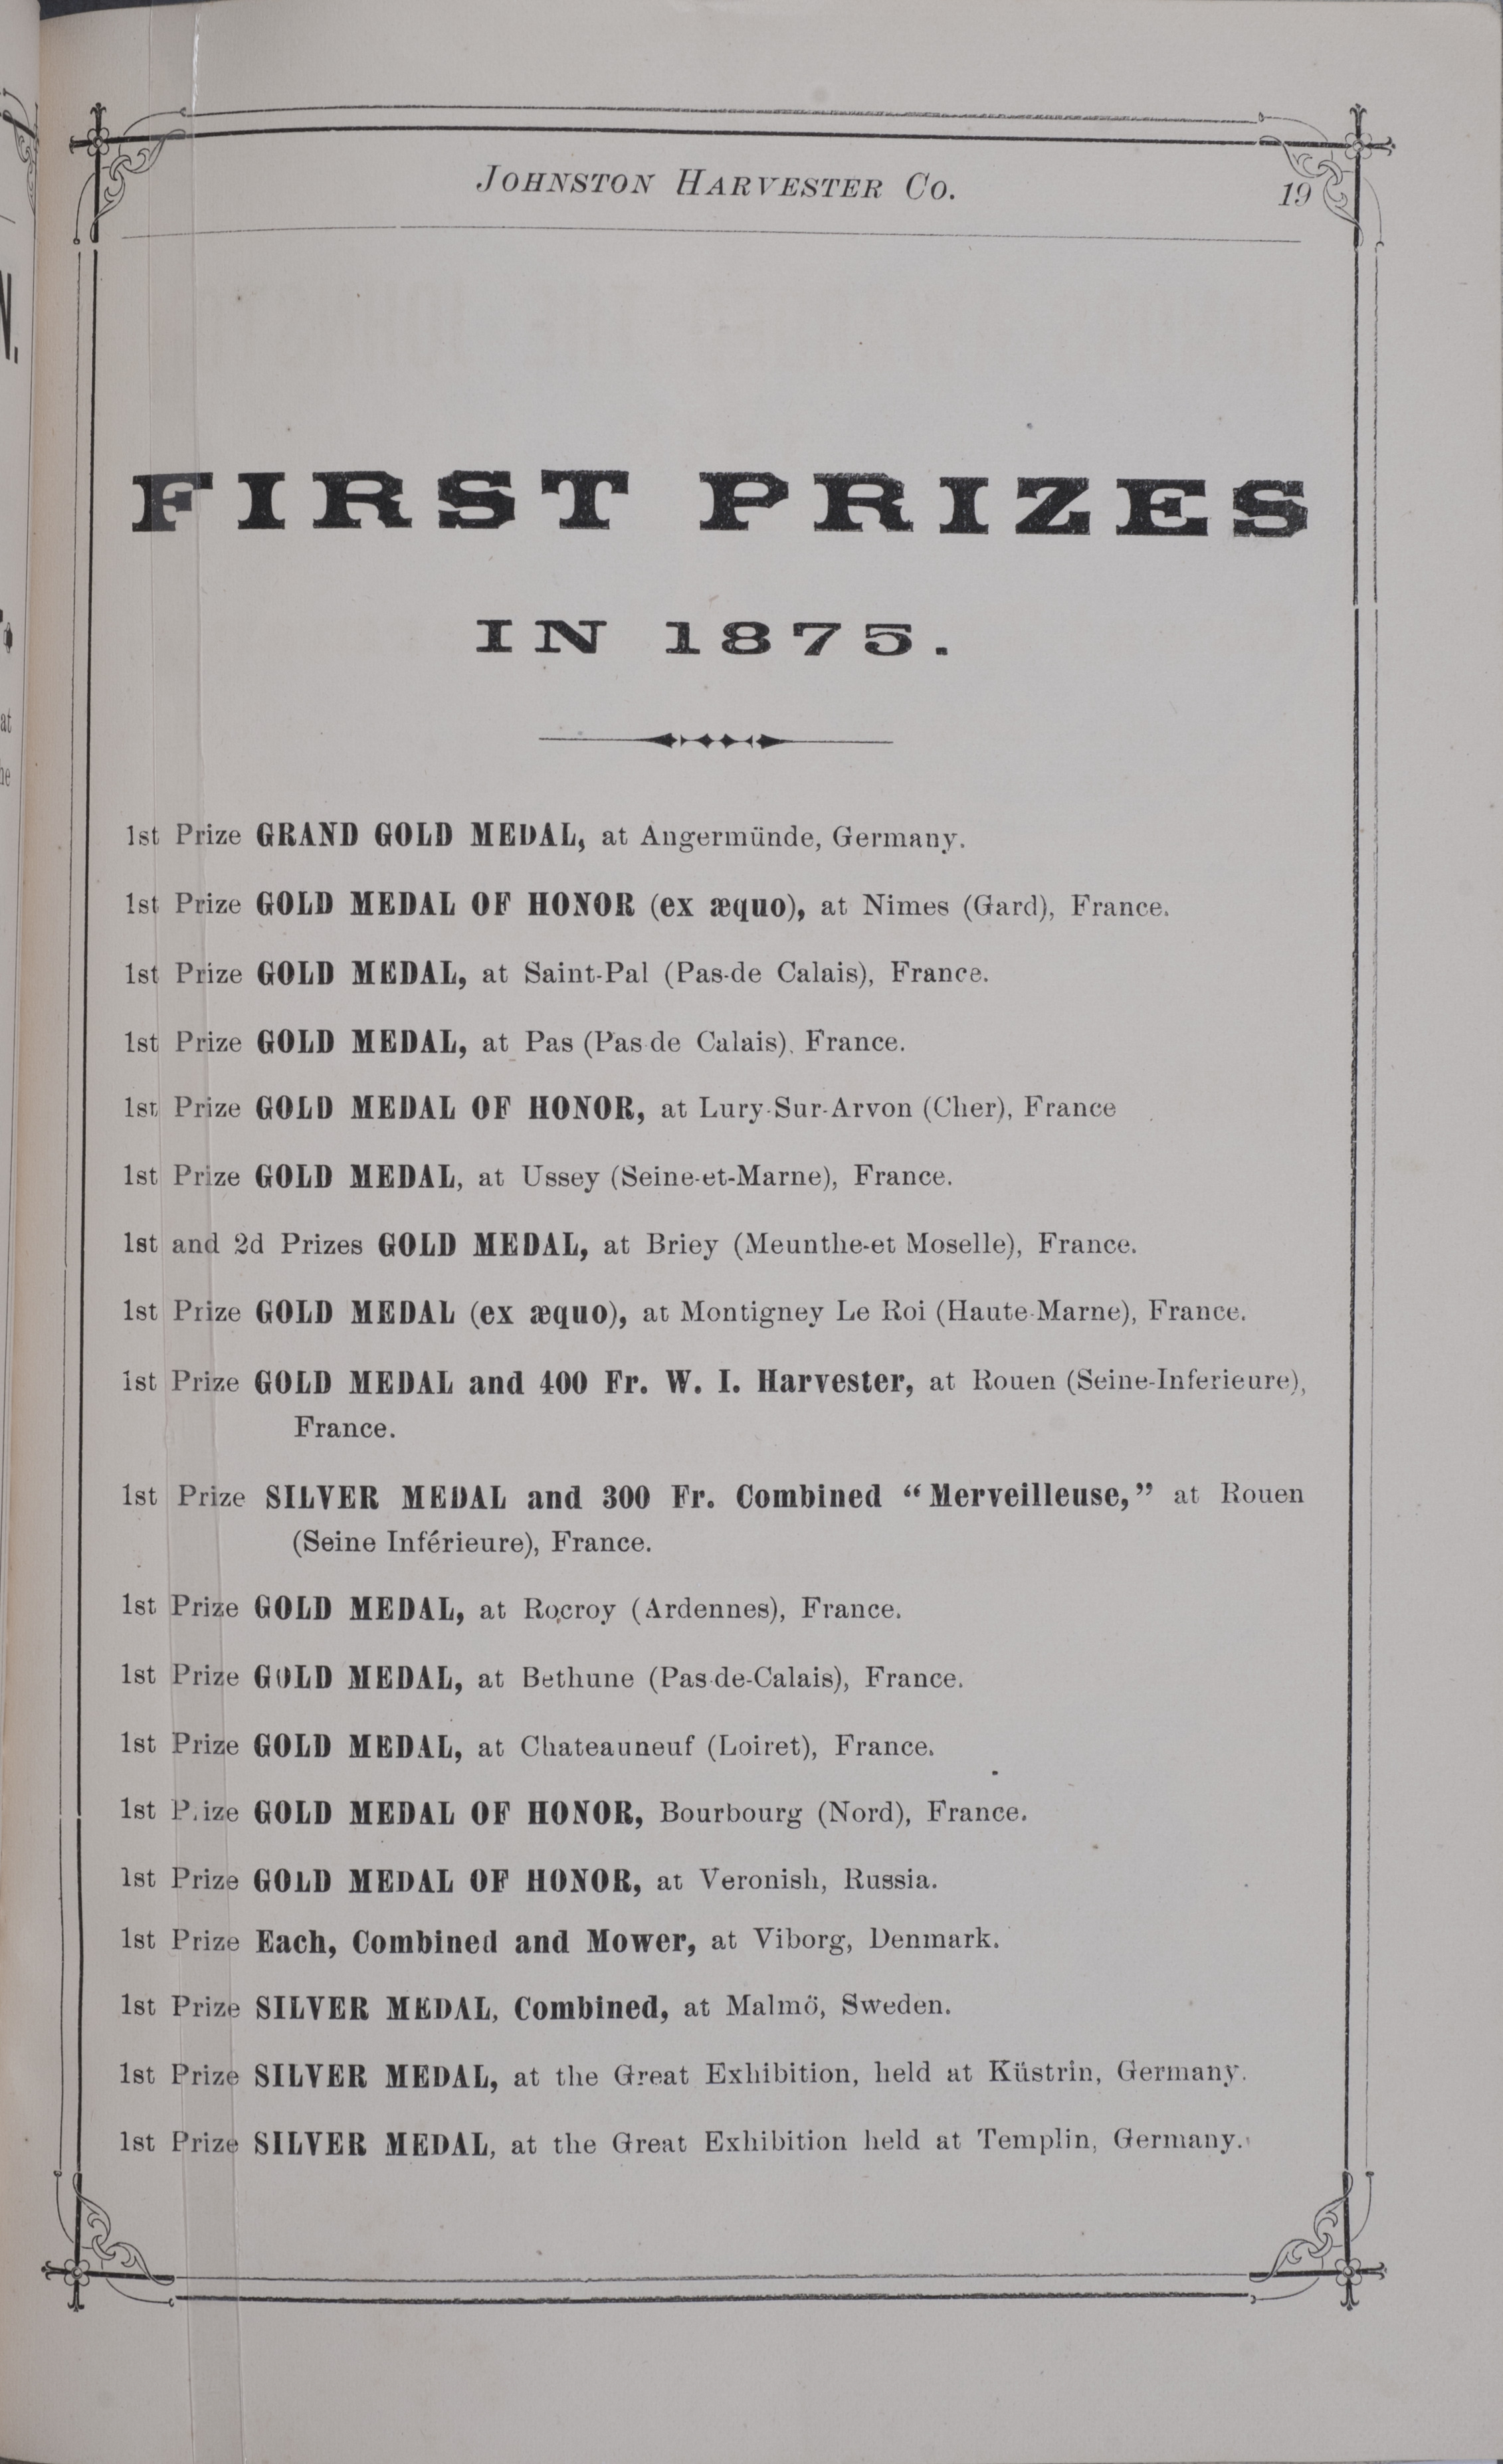 JOHNSTON HARVESTER CO.
19
FIRST PRIZES
IN 1875.
1st Prize GRAND GOLD MEDAL, at Angermünde, Germany.
1st Prize GOLD MEDAL OF HONOR (ex æquo), at Nimes (Gard), France.
1st Prize GOLD MEDAL, at Saint-Pal (Pas-de Calais), France.
1st Prize GOLD MEDAL, at Pas (Pas de Calais), France.
1st Prize GOLD MEDAL OF HONOR, at Lury-Sur-Arvon (Cher), France
1st Prize GOLD MEDAL, at Ussey (Seine-et-Marne), France.
1st and 2d Prizes GOLD MEDAL, at Briey (Meunthe-et Moselle), France.
1st Prize GOLD MEDAL (ex æquo), at Montigney Le Roi (Haute-Marne), France.
1st Prize GOLD MEDAL and 400 Fr. W. I. Harvester, at Rouen (Seine-Inferieure),
France.
1st Prize SILVER MEDAL and 300 Fr. Combined “Merveilleuse,” at Rouen
(Seine Inférieure), France.
1st Prize GOLD MEDAL, at Rocroy (Ardennes), France.
1st Prize GOLD MEDAL, at Bethune (Pas-de-Calais), France.
1st Prize GOLD MEDAL, at Chateauneuf (Loiret), France.
1st Prize GOLD MEDAL OF HONOR, Bourbourg (Nord), France.
1st Prize GOLD MEDAL OF HONOR, at Veronish, Russia.
1st Prize Each, Combined and Mower, at Viborg, Denmark.
1st Prize SILVER MEDAL, Combined, at Malmö, Sweden.
1st Prize SILVER MEDAL, at the Great Exhibition, held at Küstrin, Germany.
1st Prize SILVER MEDAL, at the Great Exhibition held at Templin, Germany.